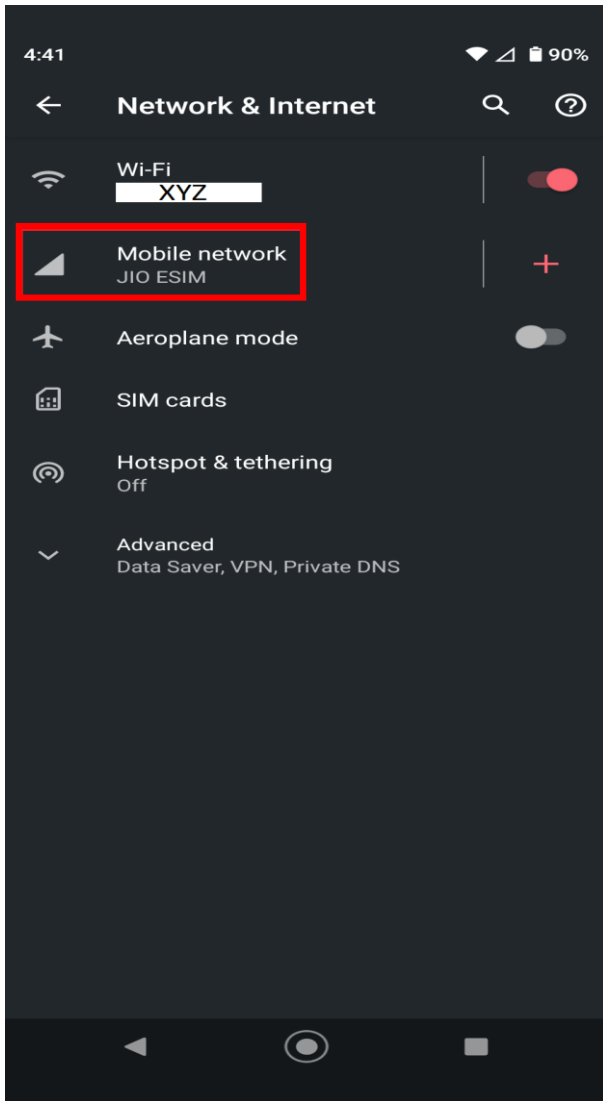 4:41
90%
Network & Internet
Wi-Fi
XYZ
Mobile network
JIO ESIM
Aeroplane mode
SIM cards
Hotspot & tethering
Off
Advanced
Data Saver, VPN, Private DNS